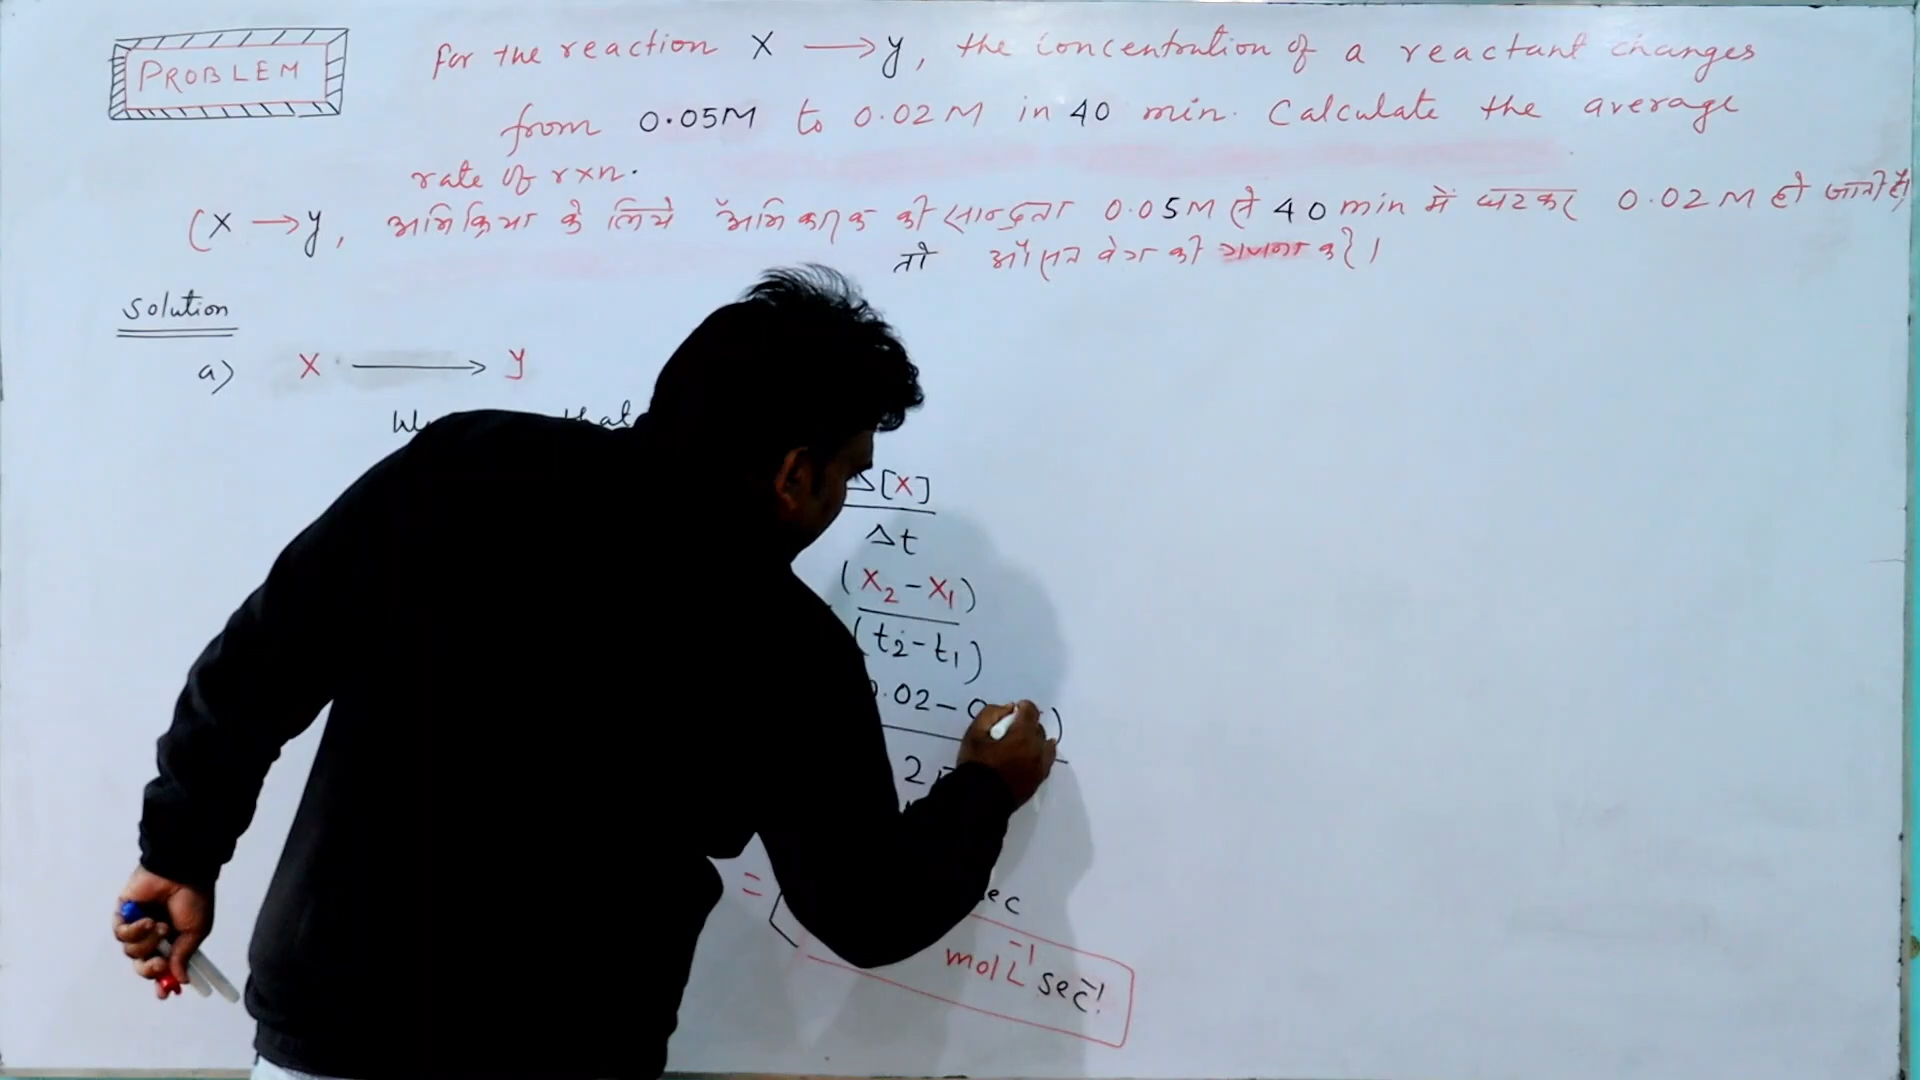 PROBLEM
For the reaction X ⟶ y, the concentration of a reactant changes
from 0.05M to 0.02M in 40 min. Calculate the average
rate of rxn.
(X → y, अभिक्रिया के लिये अभिकारक की सान्द्रता 0.05M से 40 min में घटकर 0.02M हो जाती है,
तो औसत वेग की गणना करें।
Solution
a) X ⟶ y
that
Δ[X]
Δt
(X₂-X₁)
(t₂-t₁)
0.02-
2
=
mol L⁻¹ sec⁻¹